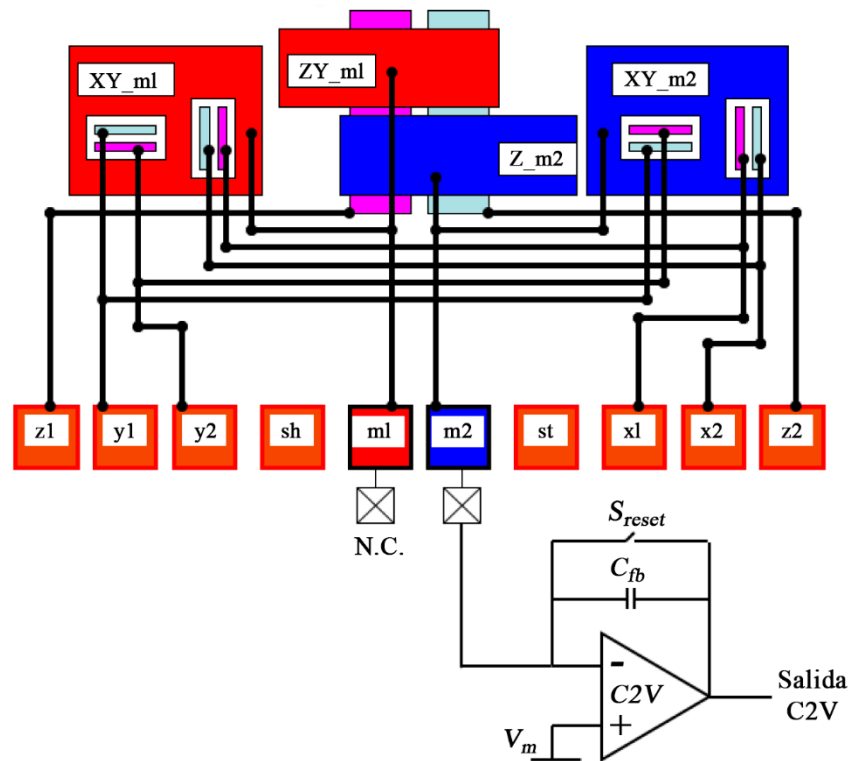 XY_ml
ZY_ml
XY_m2
Z_m2
z1
y1
y2
sh
ml
m2
st
xl
x2
z2
N.C.
Sreset
Cfb
-
C2V
+
Vm
Salida
C2V